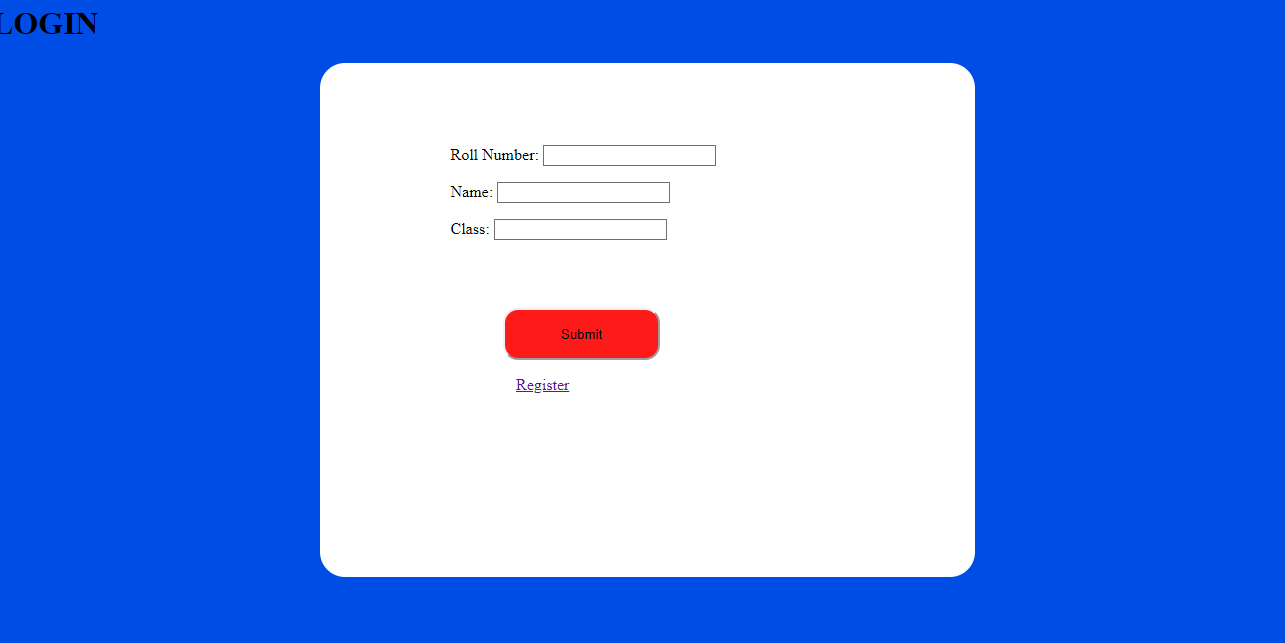 LOGIN
Roll Number:
Name:
Class:
Submit
Register